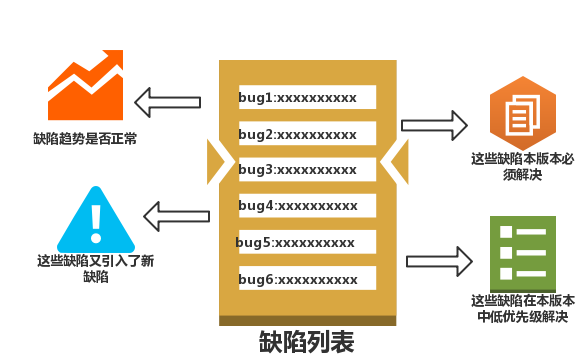 缺陷趋势是否正常
这些缺陷又引入了新
缺陷
bug1:xxxxxxxxxx
bug2:xxxxxxxxxx
bug3:xxxxxxxxxx
bug4:xxxxxxxxxx
bug5:xxxxxxxxxx
bug6:xxxxxxxxxx
缺陷列表
这些缺陷本版本必
须解决
这些缺陷在本版本
中低优先级解决